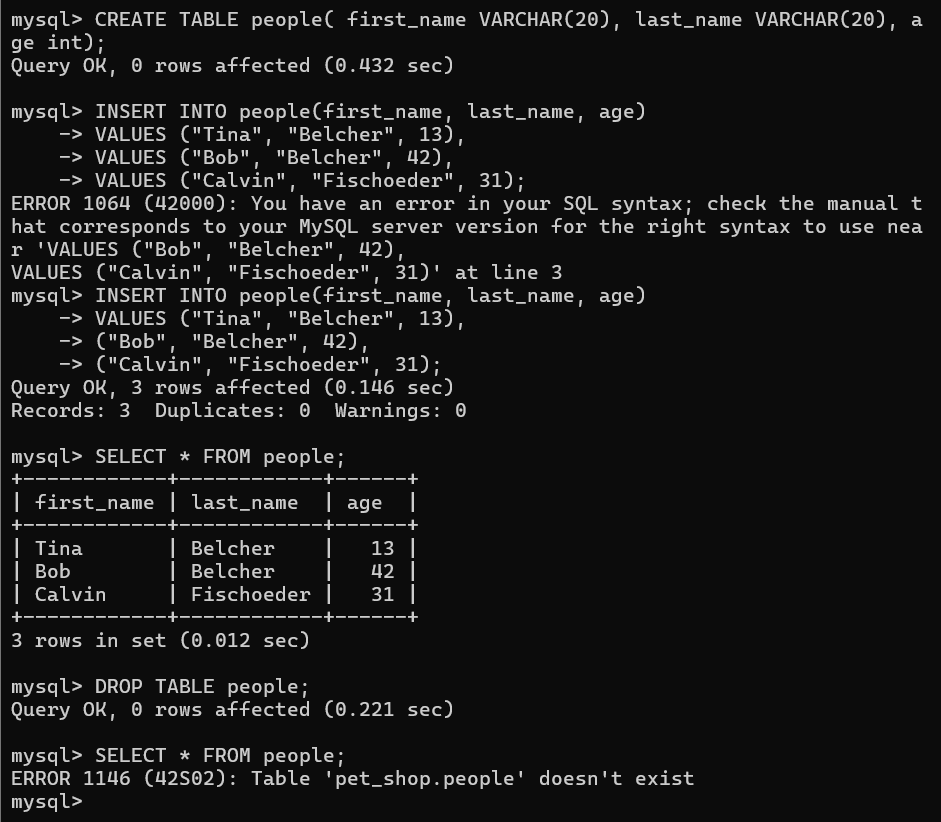 mysql> CREATE TABLE people( first_name VARCHAR(20), last_name VARCHAR(20), a
ge int);
Query OK, 0 rows affected (0.432 sec)

mysql> INSERT INTO people(first_name, last_name, age)
    -> VALUES ("Tina", "Belcher", 13),
    -> VALUES ("Bob", "Belcher", 42),
    -> VALUES ("Calvin", "Fischoeder", 31);
ERROR 1064 (42000): You have an error in your SQL syntax; check the manual t
hat corresponds to your MySQL server version for the right syntax to use nea
r 'VALUES ("Bob", "Belcher", 42),
VALUES ("Calvin", "Fischoeder", 31)' at line 3
mysql> INSERT INTO people(first_name, last_name, age)
    -> VALUES ("Tina", "Belcher", 13),
    -> ("Bob", "Belcher", 42),
    -> ("Calvin", "Fischoeder", 31);
Query OK, 3 rows affected (0.146 sec)
Records: 3  Duplicates: 0  Warnings: 0

mysql> SELECT * FROM people;
+------------+------------+------+
| first_name | last_name  | age  |
+------------+------------+------+
| Tina       | Belcher    |   13 |
| Bob        | Belcher    |   42 |
| Calvin     | Fischoeder |   31 |
+------------+------------+------+
3 rows in set (0.012 sec)

mysql> DROP TABLE people;
Query OK, 0 rows affected (0.221 sec)

mysql> SELECT * FROM people;
ERROR 1146 (42S02): Table 'pet_shop.people' doesn't exist
mysql>